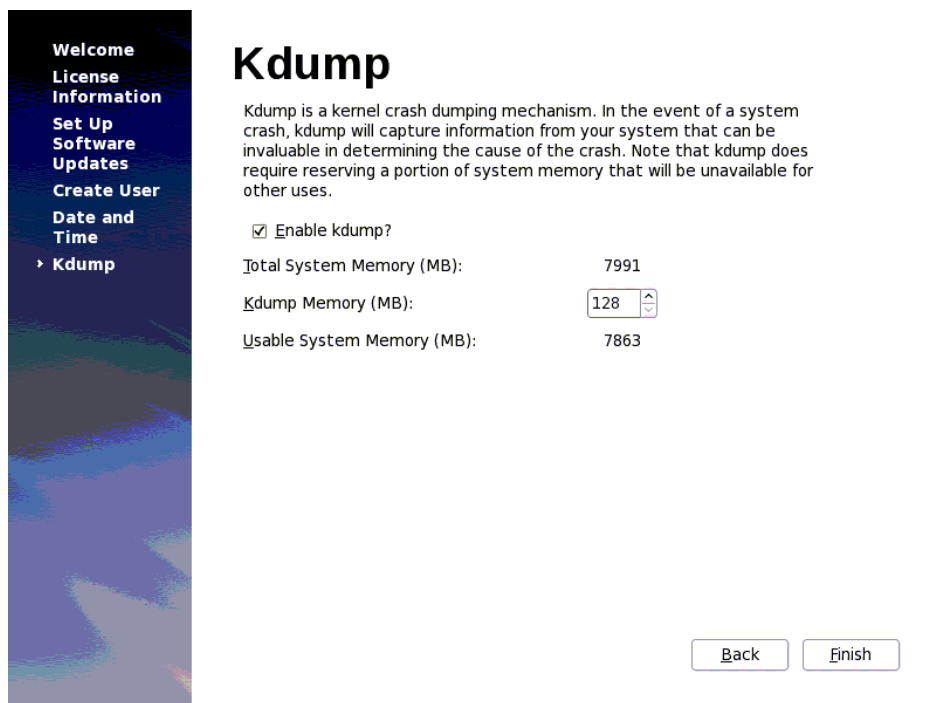 Welcome
License
Information
Set Up
Software
Updates
Create User
Date and
Time
Kdump
Kdump
Kdump is a kernel crash dumping mechanism. In the event of a system
crash, kdump will capture information from your system that can be
invaluable in determining the cause of the crash. Note that kdump does
require reserving a portion of system memory that will be unavailable for
other uses.
Enable kdump?
Total System Memory (MB): 7991
Kdump Memory (MB): 128
Usable System Memory (MB): 7863
Back Finish